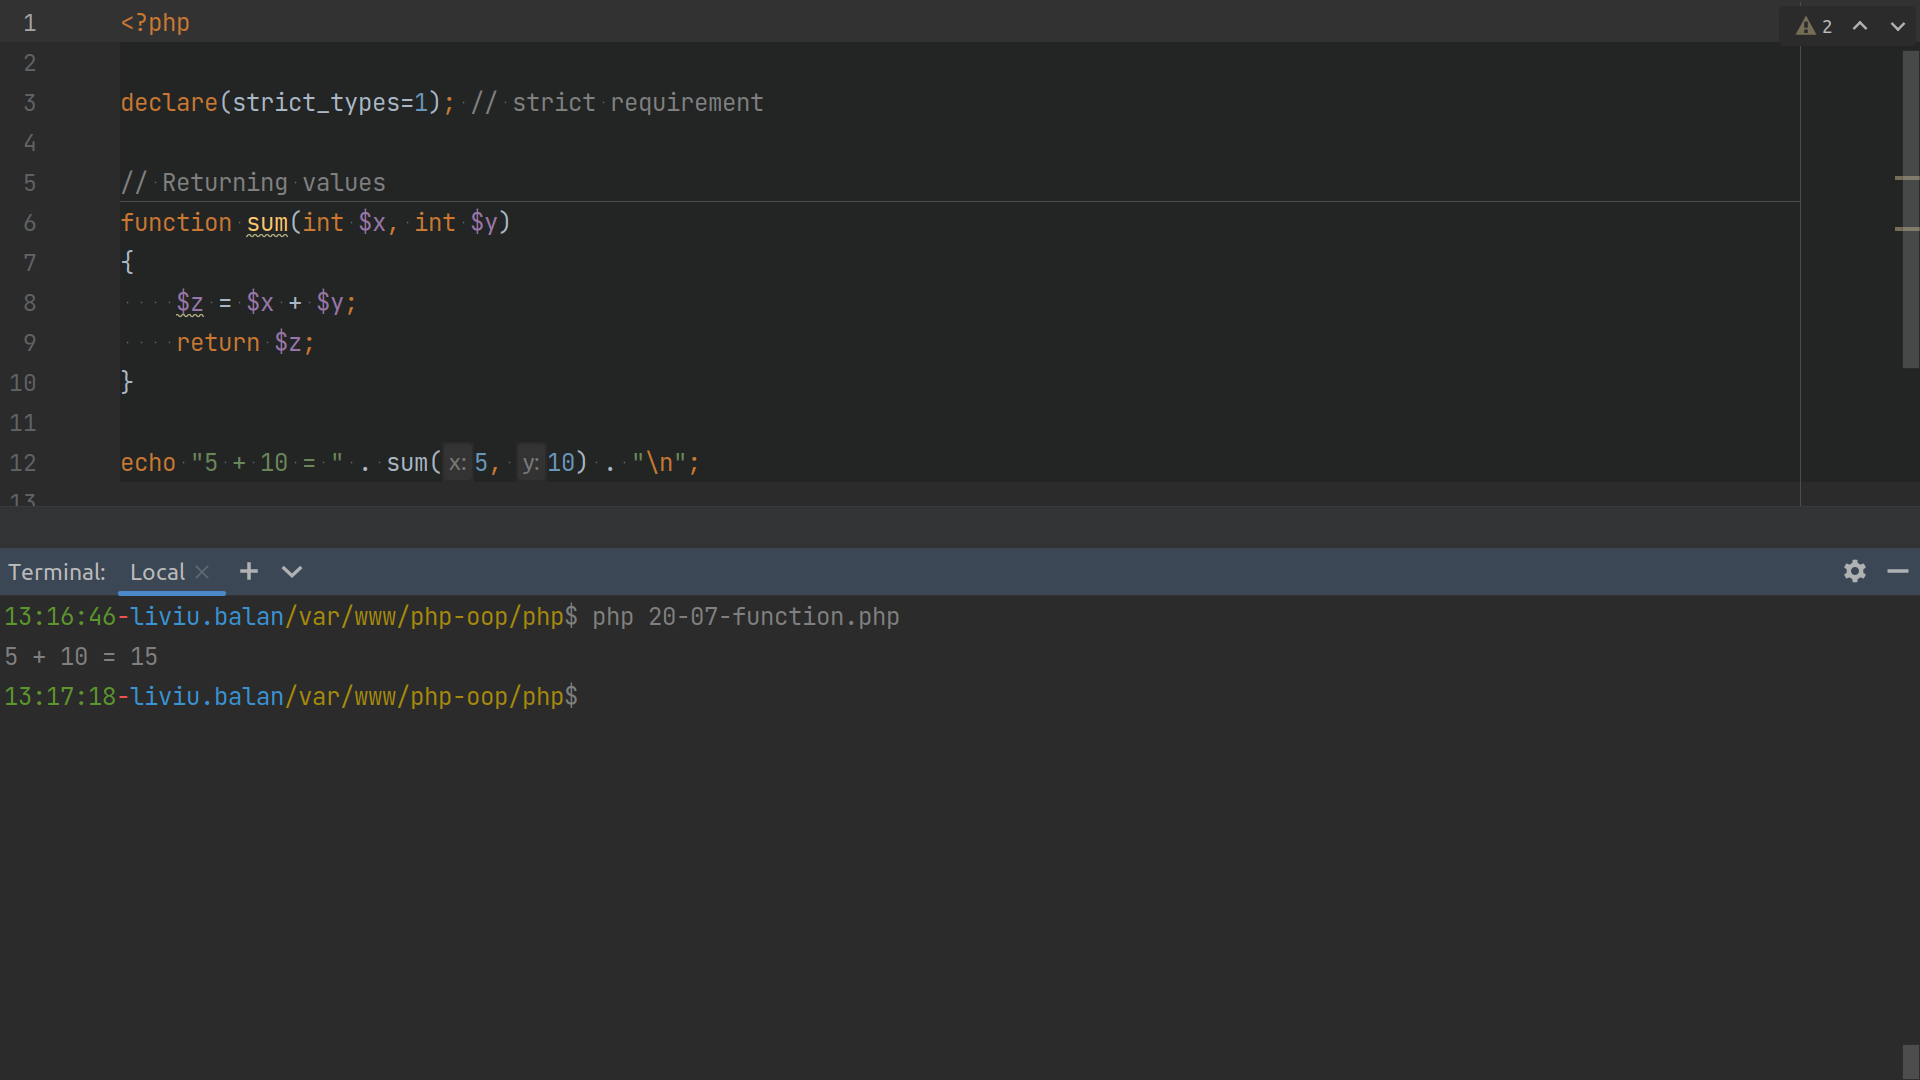 1 <?php
2
3 declare(strict_types=1); // strict requirement
4
5 // Returning values
6 function sum(int $x, int $y)
7 {
8     $z = $x + $y;
9     return $z;
10 }
11
12 echo "5 + 10 = " . sum(x: 5, y: 10) . "\n";
13
2
Terminal: Local
13:16:46-liviu.balan/var/www/php-oop/php$ php 20-07-function.php
5 + 10 = 15
13:17:18-liviu.balan/var/www/php-oop/php$